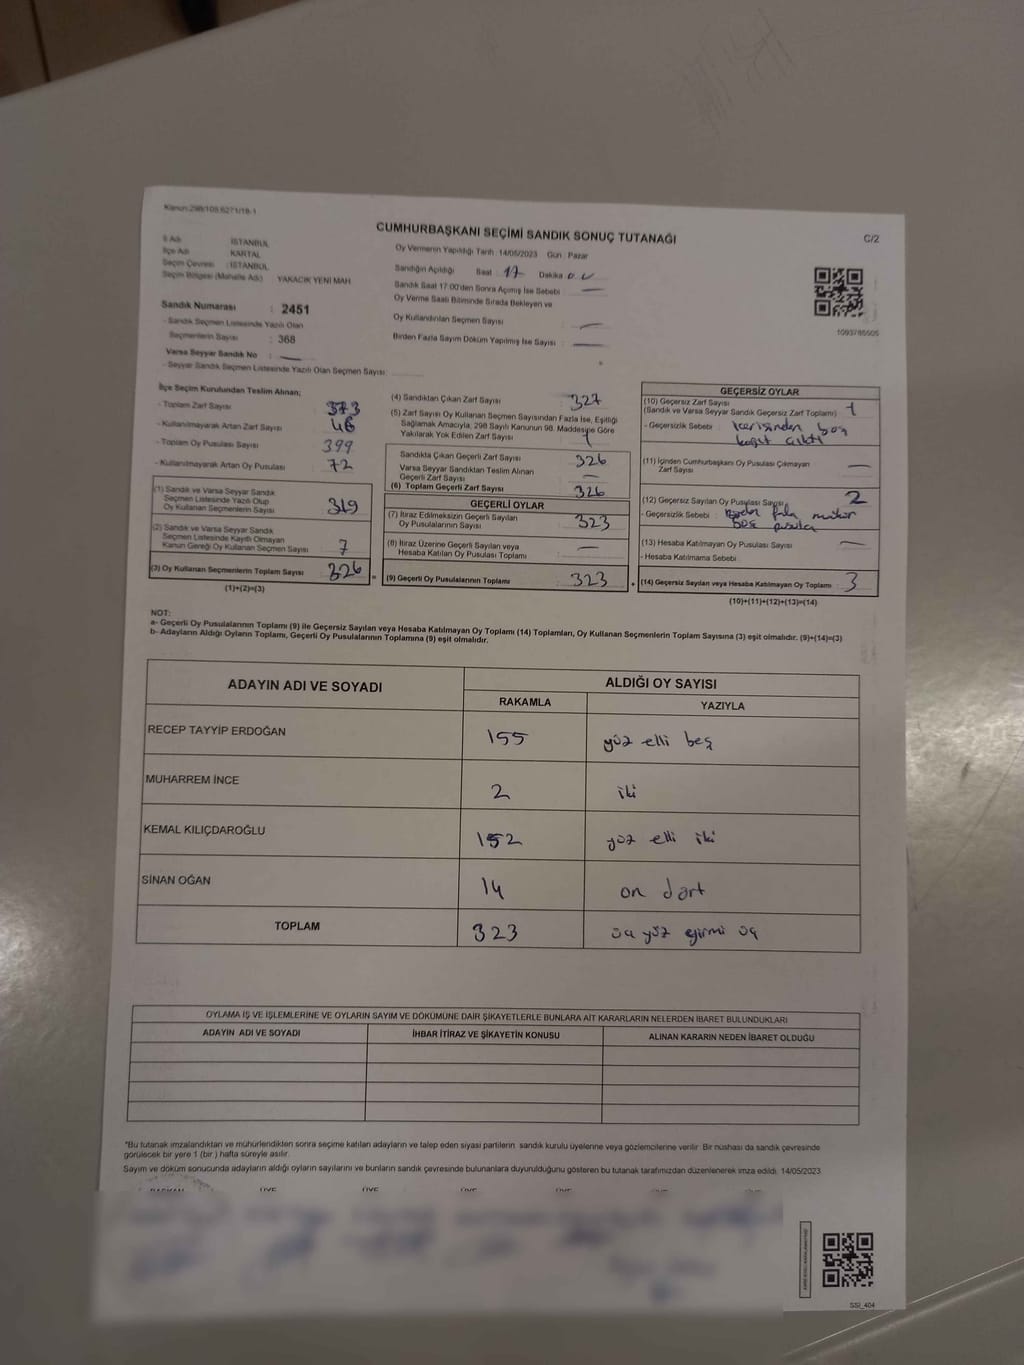 Kanun:298/105,6271/18-1
CUMHURBAŞKANI SEÇİMİ SANDIK SONUÇ TUTANAĞI
C/2
İl Adı : İSTANBUL
İlçe Adı : KARTAL
Seçim Çevresi : İSTANBUL
Seçim Bölgesi (Mahalle Adı) : YAKACIK YENİ MAH.
Sandık Numarası : 2451
- Sandık Seçmen Listesinde Yazılı Olan
Seçmenlerin Sayısı : 368
Varsa Seyyar Sandık No : —
- Seyyar Sandık Seçmen Listesinde Yazılı Olan Seçmen Sayısı:
Oy Vermenin Yapıldığı Tarih :14/05/2023 Gün : Pazar
Sandığın Açıldığı Saat 17 Dakika
Sandık Saat 17:00'den Sonra Açımış İse Sebebi : —
Oy Verme Saati Bitiminde Sırada Bekleyen ve
Oy Kullandırılan Seçmen Sayısı : —
Birden Fazla Sayım Döküm Yapılmış İse Sayısı : —
1093785505
İlçe Seçim Kurulundan Teslim Alınan;
- Toplam Zarf Sayısı : 373
- Kullanılmayarak Artan Zarf Sayısı : 46
- Toplam Oy Pusulası Sayısı : 399
- Kullanılmayarak Artan Oy Pusulası : 72
(1) Sandık ve Varsa Seyyar Sandık
Seçmen Listesinde Yazılı Olup
Oy Kullanan Seçmenlerin Sayısı : 319
(2) Sandık ve Varsa Seyyar Sandık
Seçmen Listesinde Kayıtlı Olmayan
Kanun Gereği Oy Kullanan Seçmen Sayısı : 7
(3) Oy Kullanan Seçmenlerin Toplam Sayısı : 326
(1)+(2)=(3)
(4) Sandıktan Çıkan Zarf Sayısı : 327
(5) Zarf Sayısı Oy Kullanan Seçmen Sayısından Fazla İse, Eşitliği
Sağlamak Amacıyla, 298 Sayılı Kanunun 98. Maddesine Göre
Yakılarak Yok Edilen Zarf Sayısı : 1
Sandıkta Çıkan Geçerli Zarf Sayısı : 326
Varsa Seyyar Sandıktan Teslim Alınan
Geçerli Zarf Sayısı : —
(6) Toplam Geçerli Zarf Sayısı : 326
GEÇERLİ OYLAR
(7) İtiraz Edilmeksizin Geçerli Sayılan
Oy Pusulalarının Sayısı : 323
(8) İtiraz Üzerine Geçerli Sayılan veya
Hesaba Katılan Oy Pusulası Toplamı : —
(9) Geçerli Oy Pusulalarının Toplamı : 323
GEÇERSİZ OYLAR
(10) Geçersiz Zarf Sayısı
(Sandık ve Varsa Seyyar Sandık Geçersiz Zarf Toplamı) : 1
- Geçersizlik Sebebi : İçerisinden boş
kağıt çıktı
(11) İçinden Cumhurbaşkanı Oy Pusulası Çıkmayan
Zarf Sayısı : —
(12) Geçersiz Sayılan Oy Pusulası Sayısı : 2
- Geçersizlik Sebebi : Birden fazla mühür
boş pusula
(13) Hesaba Katılmayan Oy Pusulası Sayısı : —
- Hesaba Katılmama Sebebi :
(14) Geçersiz Sayılan veya Hesaba Katılmayan Oy Toplamı : 3
(10)+(11)+(12)+(13)=(14)
NOT:
a- Geçerli Oy Pusulalarının Toplamı (9) ile Geçersiz Sayılan veya Hesaba Katılmayan Oy Toplamı (14) Toplamları, Oy Kullanan Seçmenlerin Toplam Sayısına (3) eşit olmalıdır. (9)+(14)=(3)
b- Adayların Aldığı Oyların Toplamı, Geçerli Oy Pusulalarının Toplamına (9) eşit olmalıdır.
ADAYIN ADI VE SOYADI
ALDIĞI OY SAYISI
RAKAMLA YAZIYLA
RECEP TAYYİP ERDOĞAN 155 yüz elli beş
MUHARREM İNCE 2 iki
KEMAL KILIÇDAROĞLU 152 yüz elli iki
SİNAN OĞAN 14 on dört
TOPLAM 323 üç yüz yirmi üç
OYLAMA İŞ VE İŞLEMLERİNE VE OYLARIN SAYIM VE DÖKÜMÜNE DAİR ŞİKAYETLERLE BUNLARA AİT KARARLARIN NELERDEN İBARET BULUNDUKLARI
ADAYIN ADI VE SOYADI İHBAR İTİRAZ VE ŞİKAYETİN KONUSU ALINAN KARARIN NEDEN İBARET OLDUĞU
*Bu tutanak imzalandıktan ve mühürlendikten sonra seçime katılan adayların ve talep eden siyasi partilerin sandık kurulu üyelerine veya gözlemcilerine verilir. Bir nüshası da sandık çevresinde
görülecek bir yere 1 (bir ) hafta süreyle asılır.
Sayım ve döküm sonucunda adayların aldığı oyların sayılarını ve bunların sandık çevresinde bulunanlara duyurulduğunu gösteren bu tutanak tarafımızdan düzenlenerek imza edildi. 14/05/2023
BAŞKAN ÜYE ÜYE ÜYE ÜYE ÜYE ÜYE
SSI_404